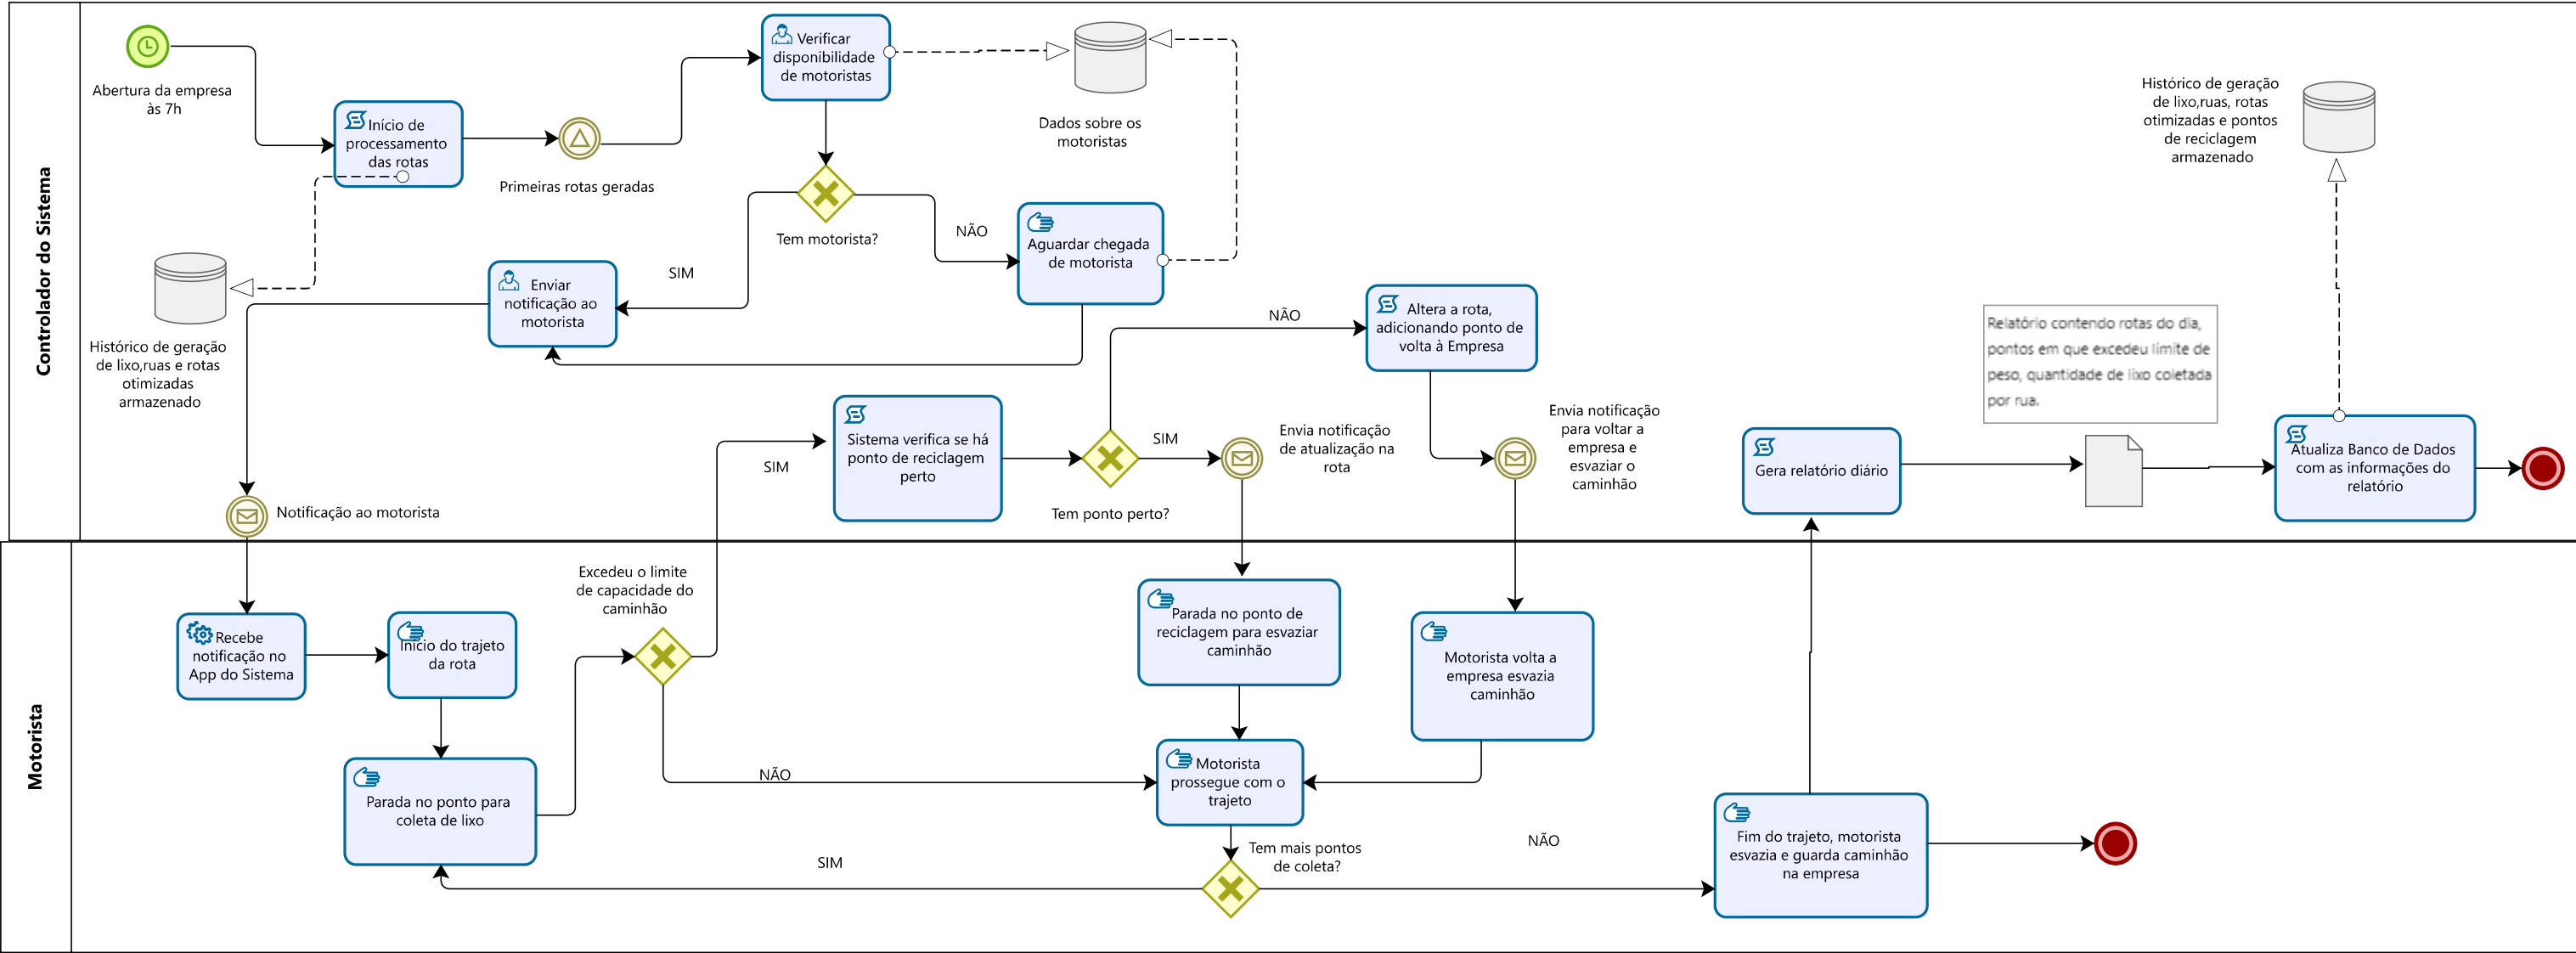 Controlador do Sistema
Abertura da empresa
às 7h
Início de
processamento
das rotas
Primeiras rotas geradas
Verificar
disponibilidade
de motoristas
Dados sobre os
motoristas
Tem motorista?
NÃO
SIM
Aguardar chegada
de motorista
Enviar
notificação ao
motorista
Histórico de geração
de lixo,ruas e rotas
otimizadas
armazenado
Notificação ao motorista
SIM
Sistema verifica se há
ponto de reciclagem
perto
Tem ponto perto?
NÃO
SIM
Altera a rota,
adicionando ponto de
volta à Empresa
Envia notificação
de atualização na
rota
Envia notificação
para voltar a
empresa e
esvaziar o
caminhão
Gera relatório diário
Relatório contendo rotas do dia,
pontos em que excedeu limite de
peso, quantidade de lixo coletada
por rua.
Histórico de geração
de lixo,ruas, rotas
otimizadas e pontos
de reciclagem
armazenado
Atualiza Banco de Dados
com as informações do
relatório
Motorista
Recebe
notificação no
App do Sistema
Início do trajeto
da rota
Parada no ponto para
coleta de lixo
Excedeu o limite
de capacidade do
caminhão
NÃO
Parada no ponto de
reciclagem para esvaziar
caminhão
Motorista volta a
empresa esvazia
caminhão
Motorista
prossegue com o
trajeto
Tem mais pontos
de coleta?
SIM
NÃO
Fim do trajeto, motorista
esvazia e guarda caminhão
na empresa